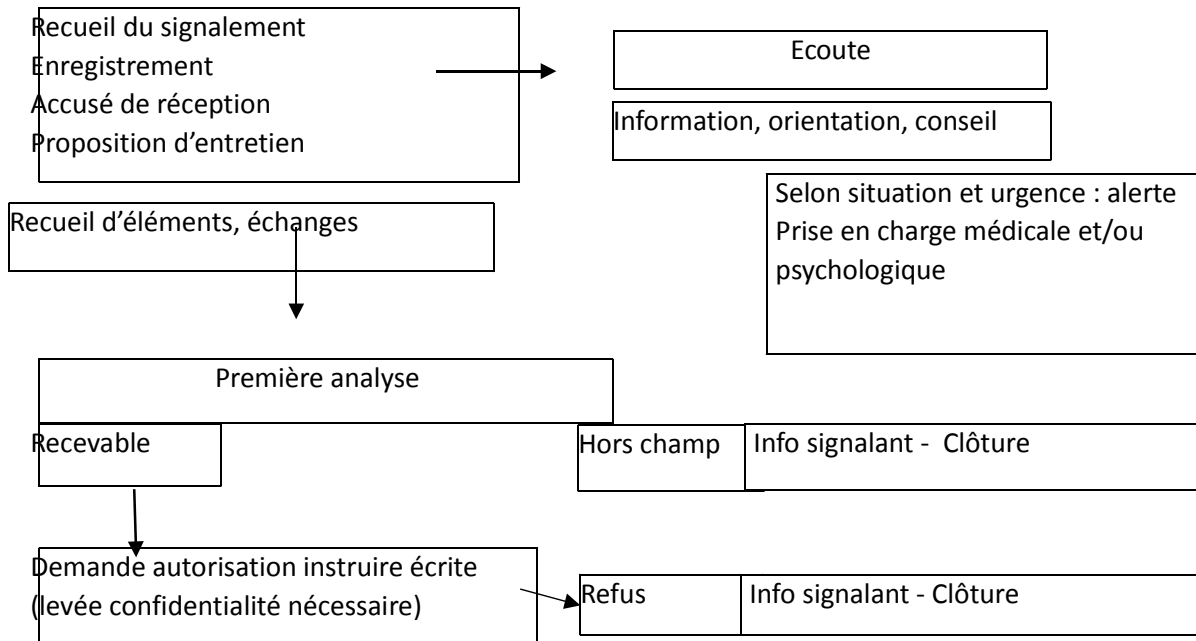 Recueil du signalement
Enregistrement
Accusé de réception
Proposition d’entretien
Ecoute
Information, orientation, conseil
Selon situation et urgence : alerte
Prise en charge médicale et/ou
psychologique
Recueil d’éléments, échanges
Première analyse
Recevable
Hors champ
Info signalant - Clôture
Demande autorisation instruire écrite
(levée confidentialité nécessaire)
Refus
Info signalant - Clôture